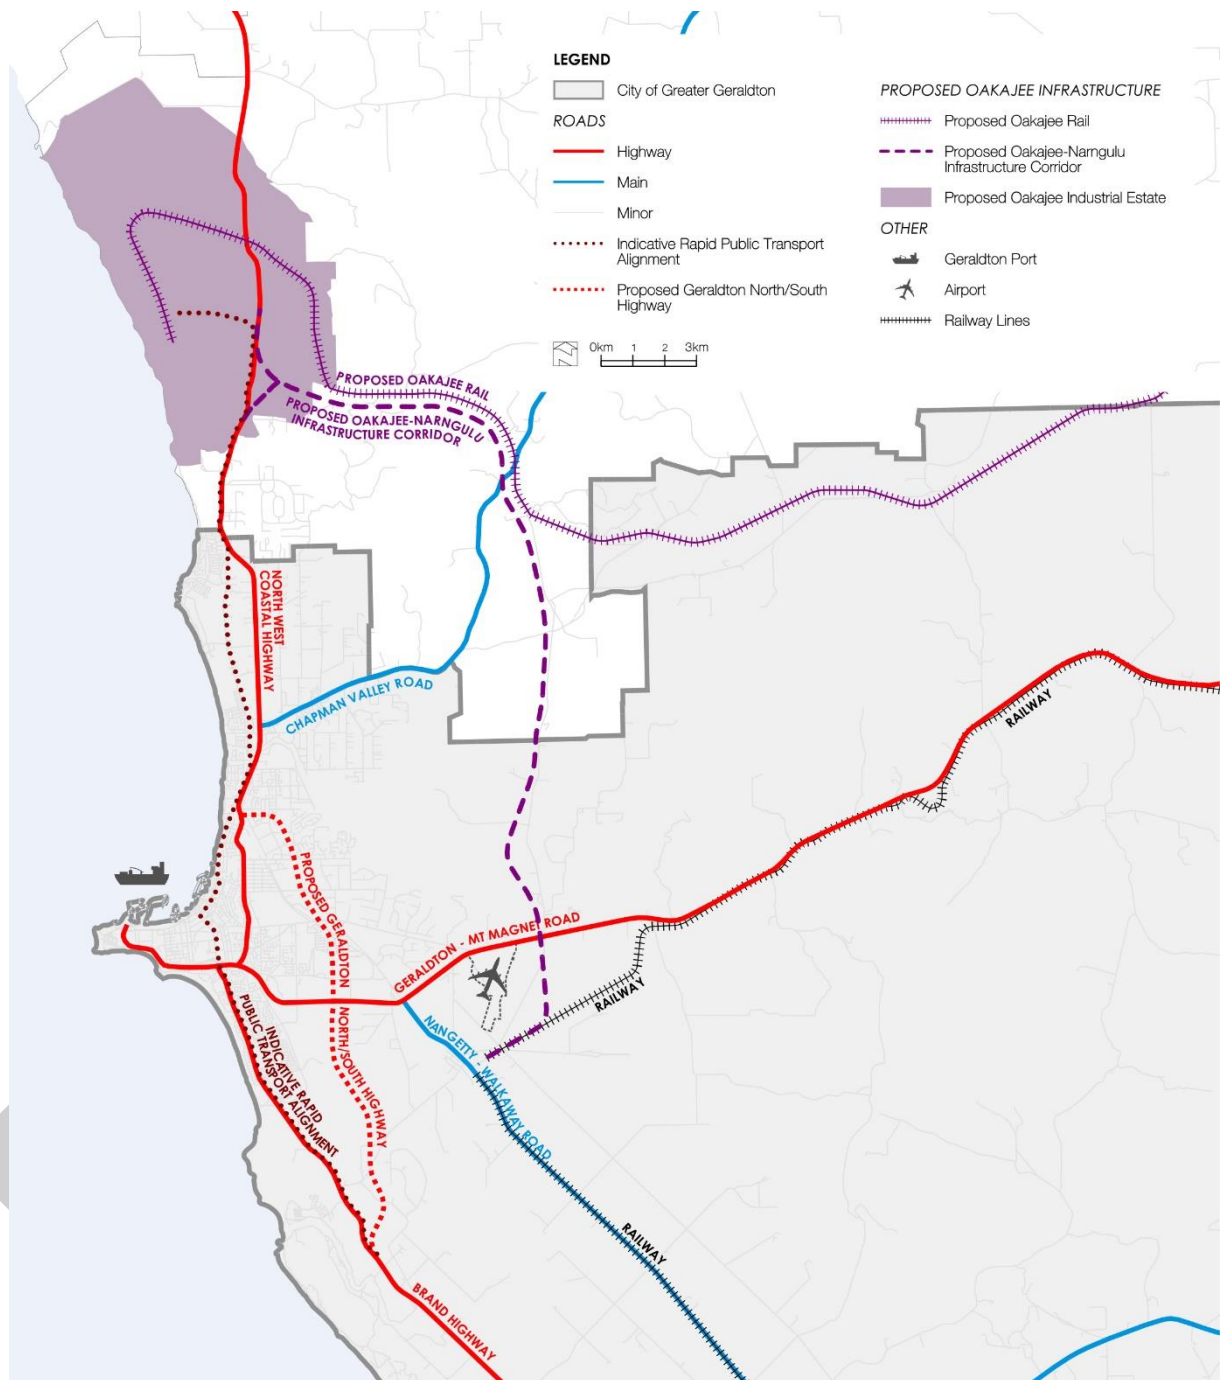 LEGEND
City of Greater Geraldton
ROADS
Highway
Main
Minor
Indicative Rapid Public Transport
Alignment
Proposed Geraldton North/South
Highway
0km 1 2 3km
PROPOSED OAKAJEE INFRASTRUCTURE
Proposed Oakajee Rail
Proposed Oakajee-Narngulu
Infrastructure Corridor
Proposed Oakajee Industrial Estate
OTHER
Geraldton Port
Airport
Railway Lines
PROPOSED OAKAJEE RAIL
PROPOSED OAKAJEE-NARNGULU
INFRASTRUCTURE CORRIDOR
NORTH WEST
COASTAL HIGHWAY
CHAPMAN VALLEY ROAD
RAILWAY
PROPOSED GERALDTON NORTH/SOUTH HIGHWAY
GERALDTON - MT MAGNET ROAD
RAILWAY
NANGETTY - WALKAWAY ROAD
INDICATIVE RAPID
PUBLIC TRANSPORT ALIGNMENT
RAILWAY
BRAND HIGHWAY